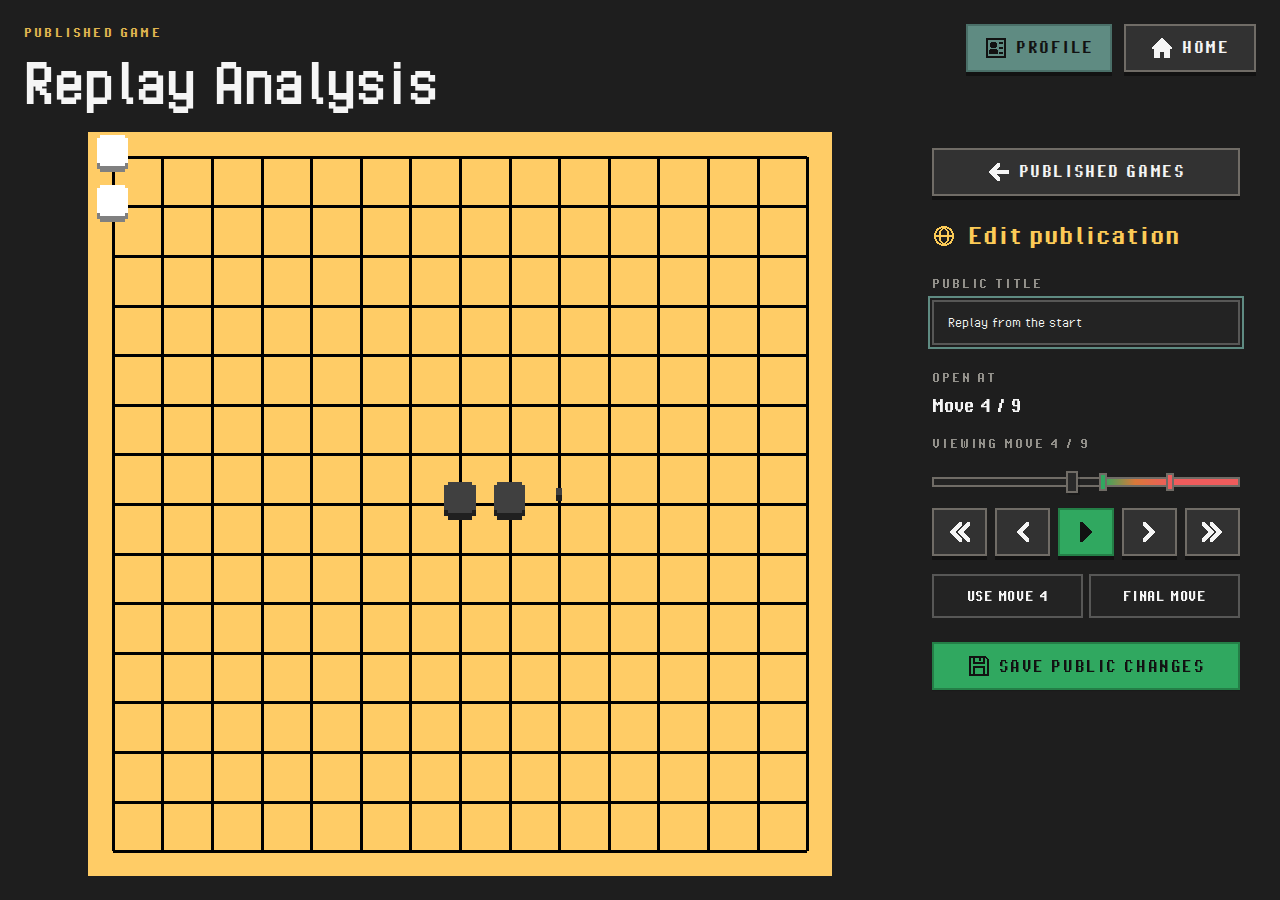 PUBLISHED GAME
Replay Analysis
PROFILE
HOME
PUBLISHED GAMES
Edit publication
PUBLIC TITLE
Replay from the start
OPEN AT
Move 4 / 9
VIEWING MOVE 4 / 9
USE MOVE 4
FINAL MOVE
SAVE PUBLIC CHANGES